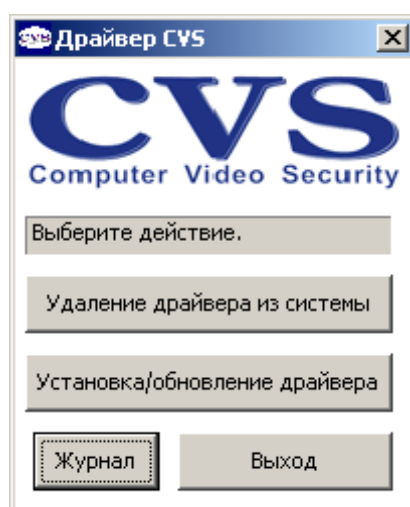 Драйвер CVS
CVS
Computer Video Security
Выберите действие.
Удаление драйвера из системы
Установка/обновление драйвера
Журнал
Выход